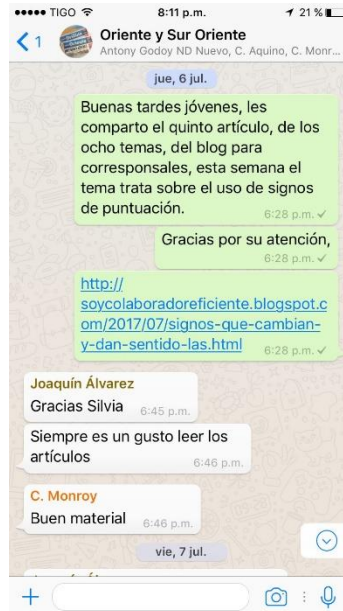 TIGO 8:11 p.m. 21 %
1 Oriente y Sur Oriente
Antony Godoy ND Nuevo, C. Aquino, C. Monr...
jue, 6 jul.
Buenas tardes jóvenes, les
comparto el quinto artículo, de los
ocho temas, del blog para
corresponsales, esta semana el
tema trata sobre el uso de signos
de puntuación.
6:28 p.m.
Gracias por su atención,
6:28 p.m.
http://
soycolaboradoreficiente.blogspot.c
om/2017/07/signos-que-cambian-
y-dan-sentido-las.html
6:28 p.m.
Joaquín Álvarez
Gracias Silvia 6:45 p.m.
Siempre es un gusto leer los
artículos
6:46 p.m.
C. Monroy
Buen material 6:46 p.m.
vie, 7 jul.